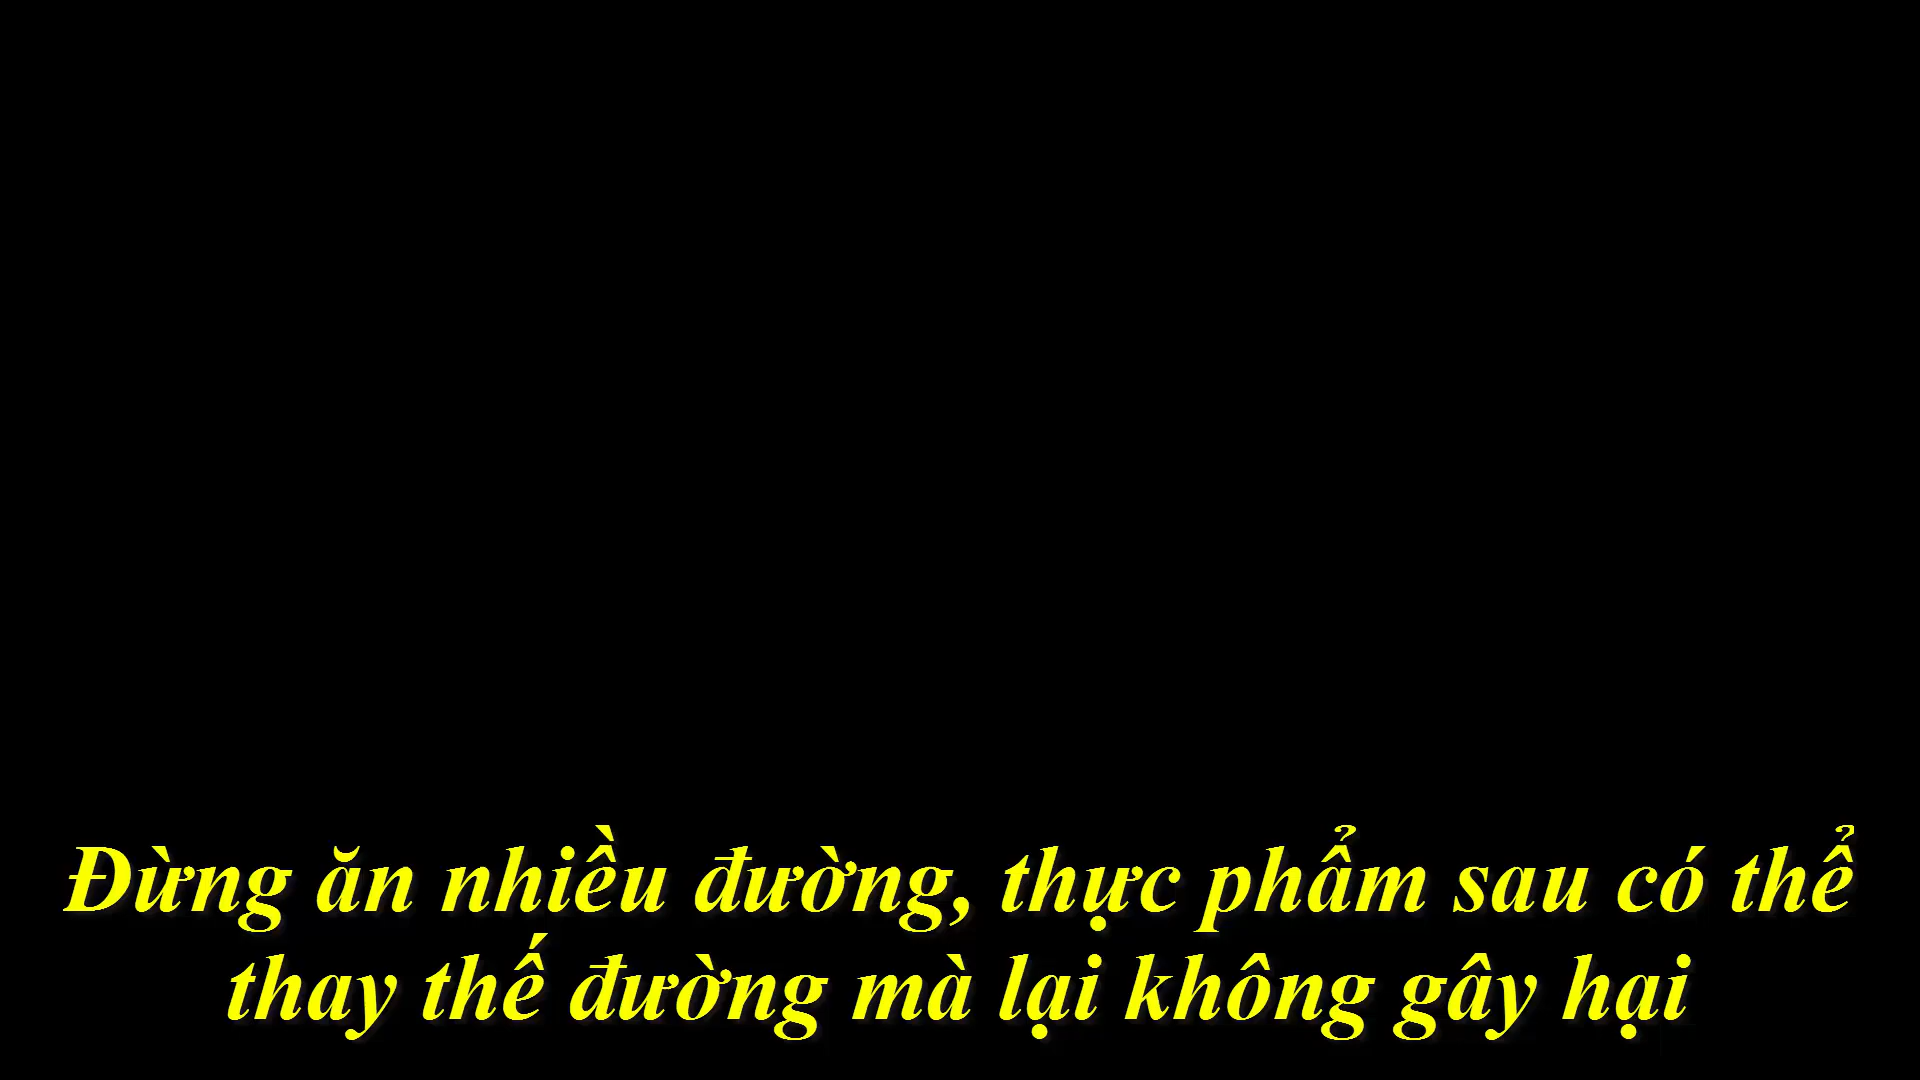 Đừng ăn nhiều đường, thực phẩm sau có thể
thay thế đường mà lại không gây hại